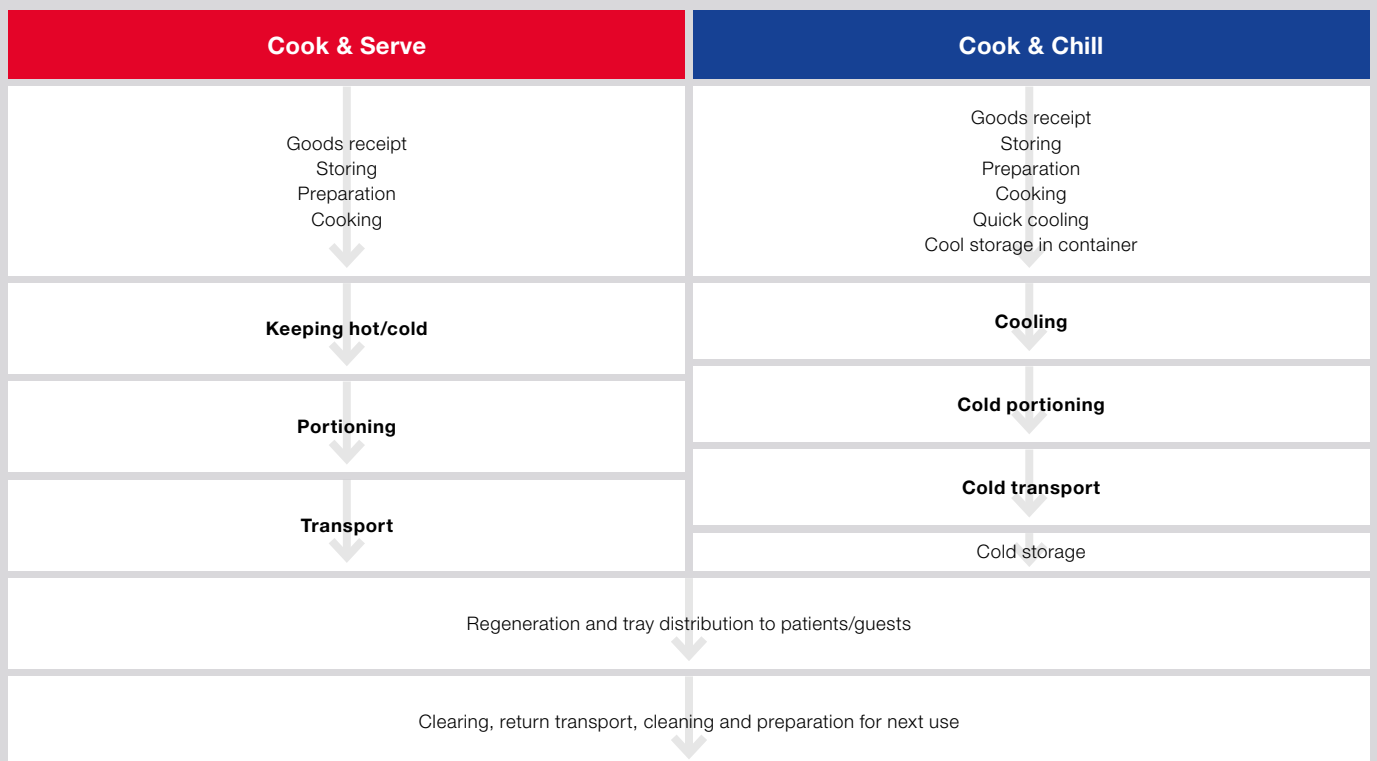 Cook & Serve
Goods receipt
Storing
Preparation
Cooking
Keeping hot/cold
Portioning
Transport
Cook & Chill
Goods receipt
Storing
Preparation
Cooking
Quick cooling
Cool storage in container
Cooling
Cold portioning
Cold transport
Cold storage
Regeneration and tray distribution to patients/guests
Clearing, return transport, cleaning and preparation for next use